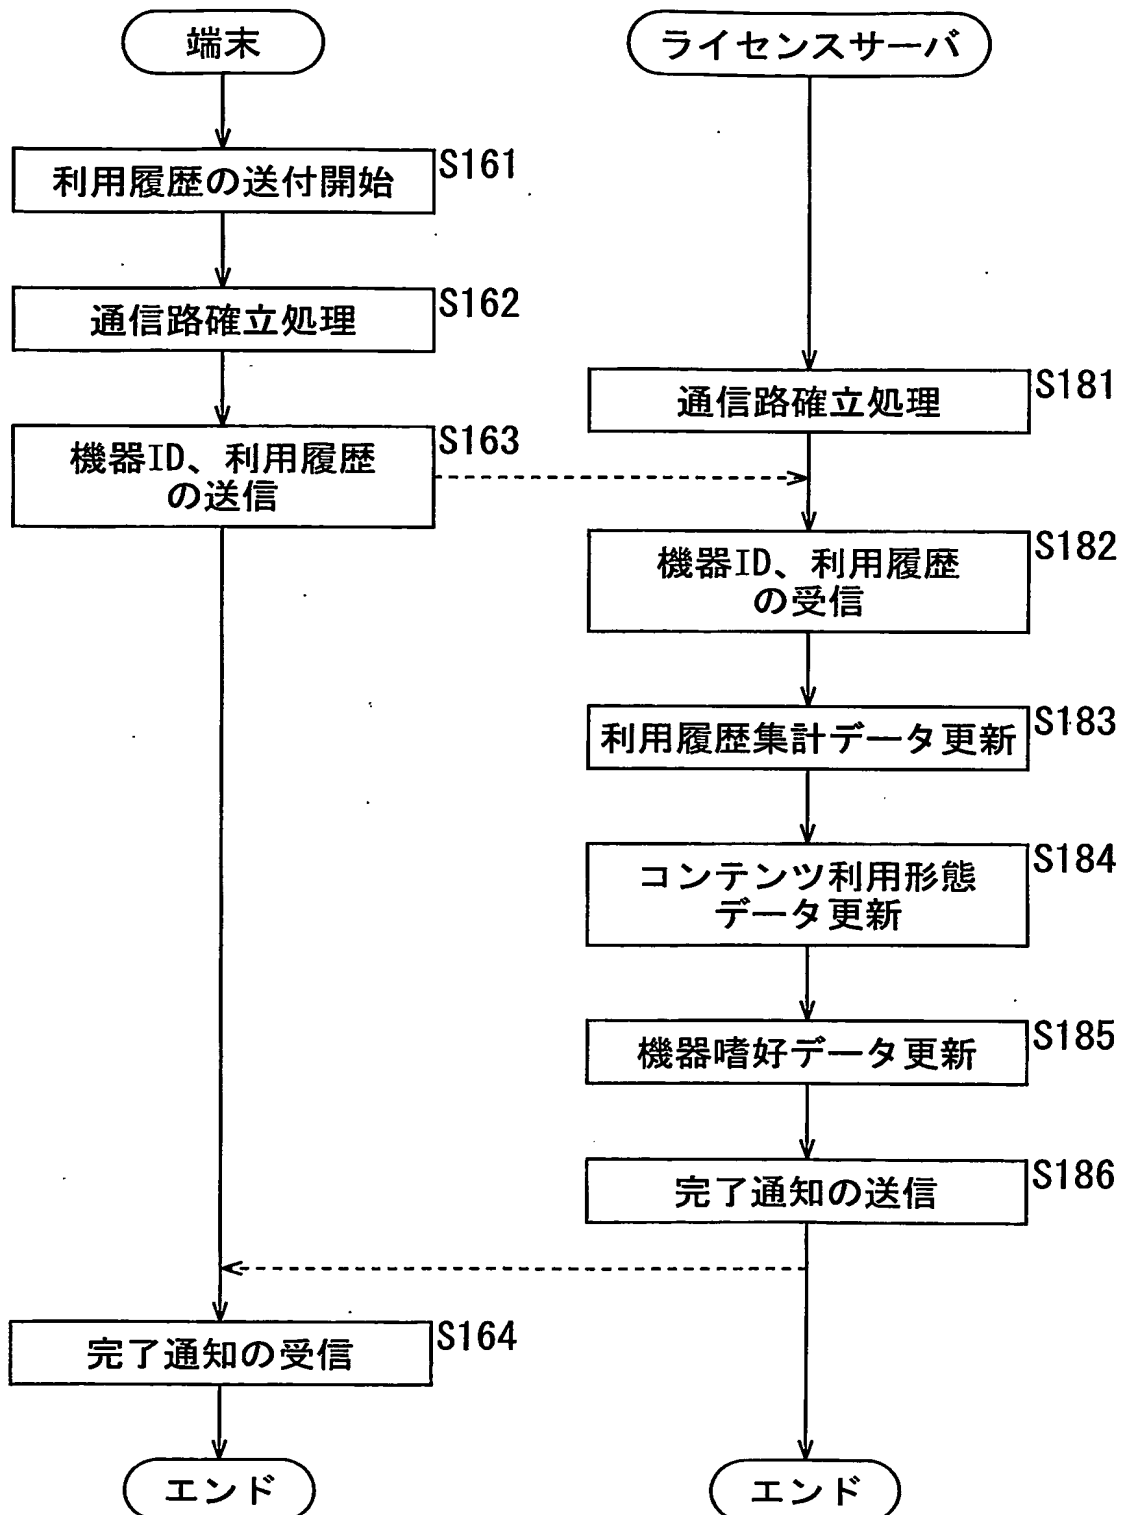 端末
利用履歴の送付開始
S161
通信路確立処理
S162
機器ID、利用履歴
の送信
S163
完了通知の受信
S164
エンド
ライセンスサーバ
通信路確立処理
S181
機器ID、利用履歴
の受信
S182
利用履歴集計データ更新
S183
コンテンツ利用形態
データ更新
S184
機器嗜好データ更新
S185
完了通知の送信
S186
エンド